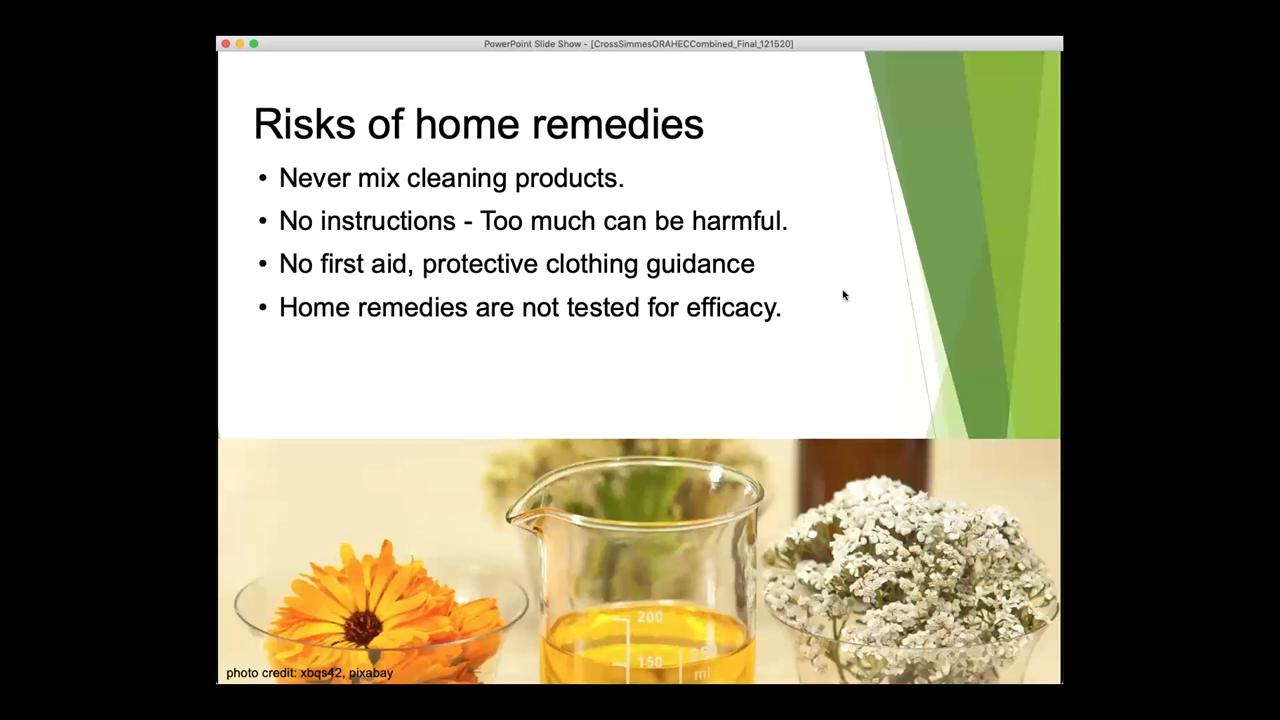 PowerPoint Slide Show - [CrossSimmesORAHECCombined_Final_121520]
Risks of home remedies
• Never mix cleaning products.
• No instructions - Too much can be harmful.
• No first aid, protective clothing guidance
• Home remedies are not tested for efficacy.
200
150
photo credit: xbqs42, pixabay